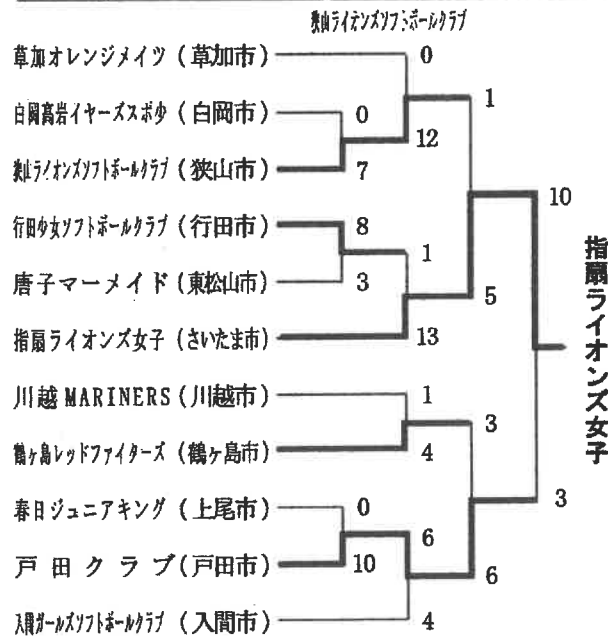 狭山ライオンズソフトボールクラブ
草加オレンジメイツ（草加市） 0
1
白岡高岩イヤーズスポ少（白岡市） 0
12
狭山ライオンズソフトボールクラブ（狭山市） 7
10
行田少女ソフトボールクラブ（行田市） 8
1
唐子マーメイド（東松山市） 3
5
指扇ライオンズ女子（さいたま市） 13
指扇ライオンズ女子
川越MARINERS（川越市） 1
3
鶴ヶ島レッドファイターズ（鶴ヶ島市） 4
3
春日ジュニアキング（上尾市） 0
6
戸田クラブ（戸田市） 10
6
入間ガールズソフトボールクラブ（入間市） 4